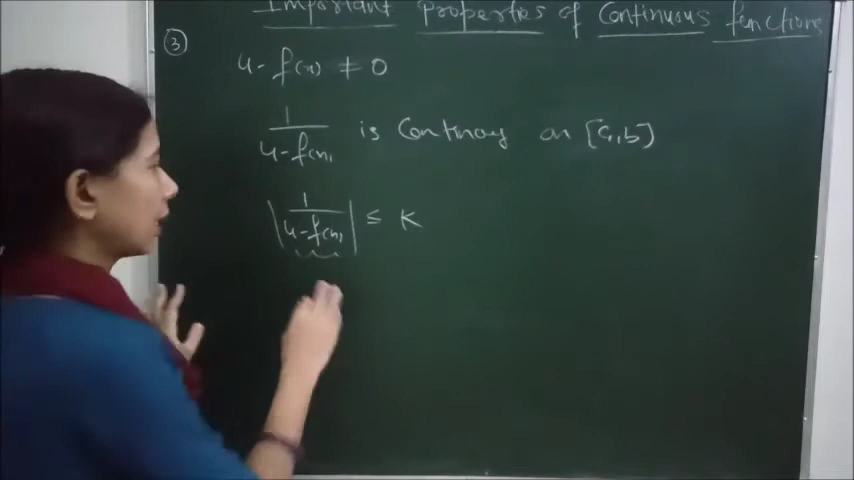 Important Properties of Continuous functions
③ u - f(x) ≠ 0
1/(u - f(x)) is Continuous on [a, b]
|1/(u - f(x))| ≤ K